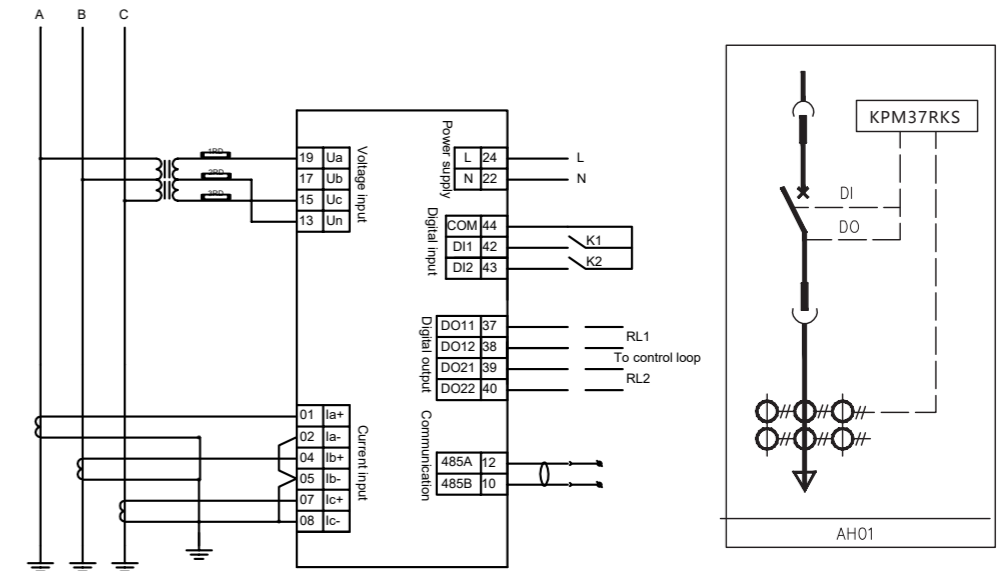 A B C
1RD
2RD
3RD
19 Ua
17 Ub
15 Uc
13 Un
Voltage input
Power supply
L 24 L
N 22 N
Digital input
COM 44
DI1 42 K1
DI2 43 K2
Digital output
DO11 37
RL1
DO12 38
To control loop
DO21 39
RL2
DO22 40
01 Ia+
02 Ia-
04 Ib+
05 Ib-
07 Ic+
08 Ic-
Current input
Communication
485A 12
485B 10
KPM37RKS
DI
DO
AH01